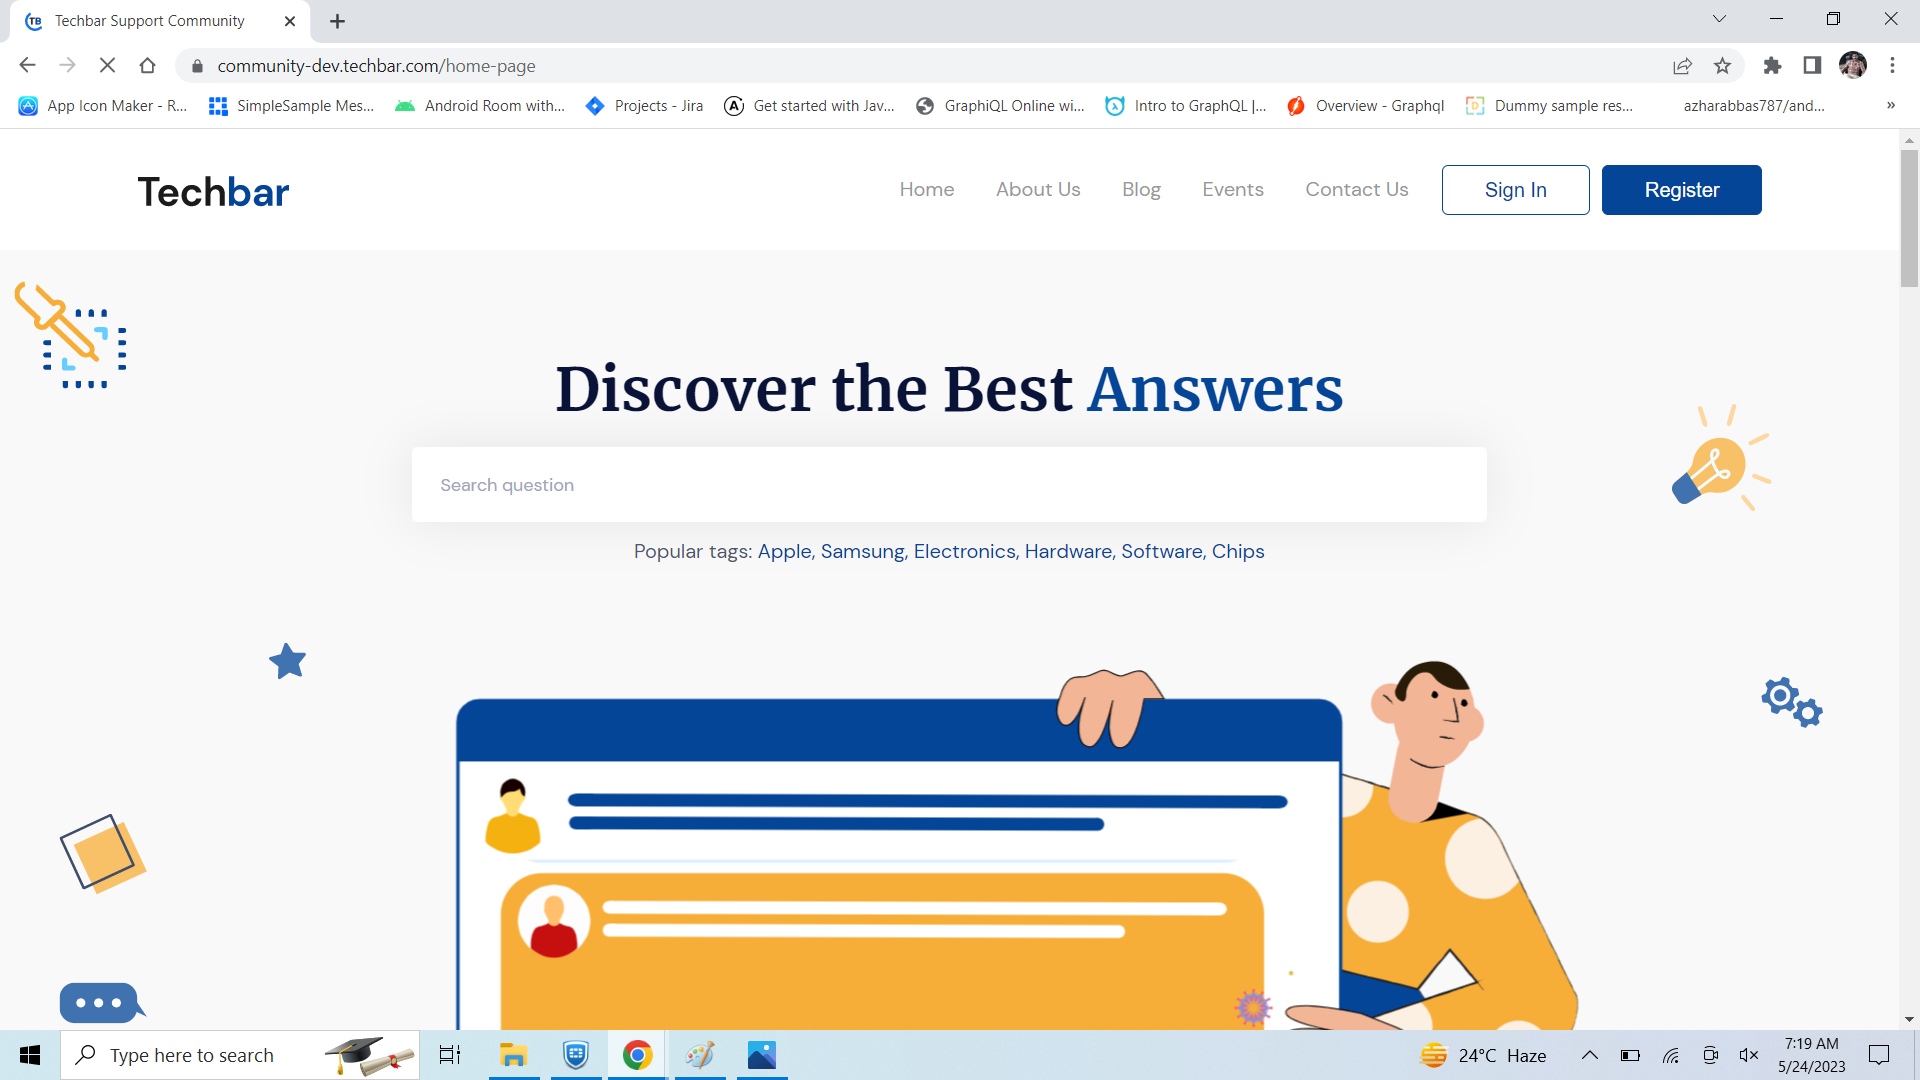 Techbar Support Community
community-dev.techbar.com/home-page
App Icon Maker - R...
SimpleSample Mes...
Android Room with...
Projects - Jira
Get started with Jav...
GraphiQL Online wi...
Intro to GraphQL |...
Overview - Graphql
Dummy sample res...
azharabbas787/and...
»
Techbar
Home
About Us
Blog
Events
Contact Us
Sign In
Register
Discover the Best Answers
Search question
Popular tags: Apple, Samsung, Electronics, Hardware, Software, Chips
Type here to search
24°C Haze
7:19 AM
5/24/2023